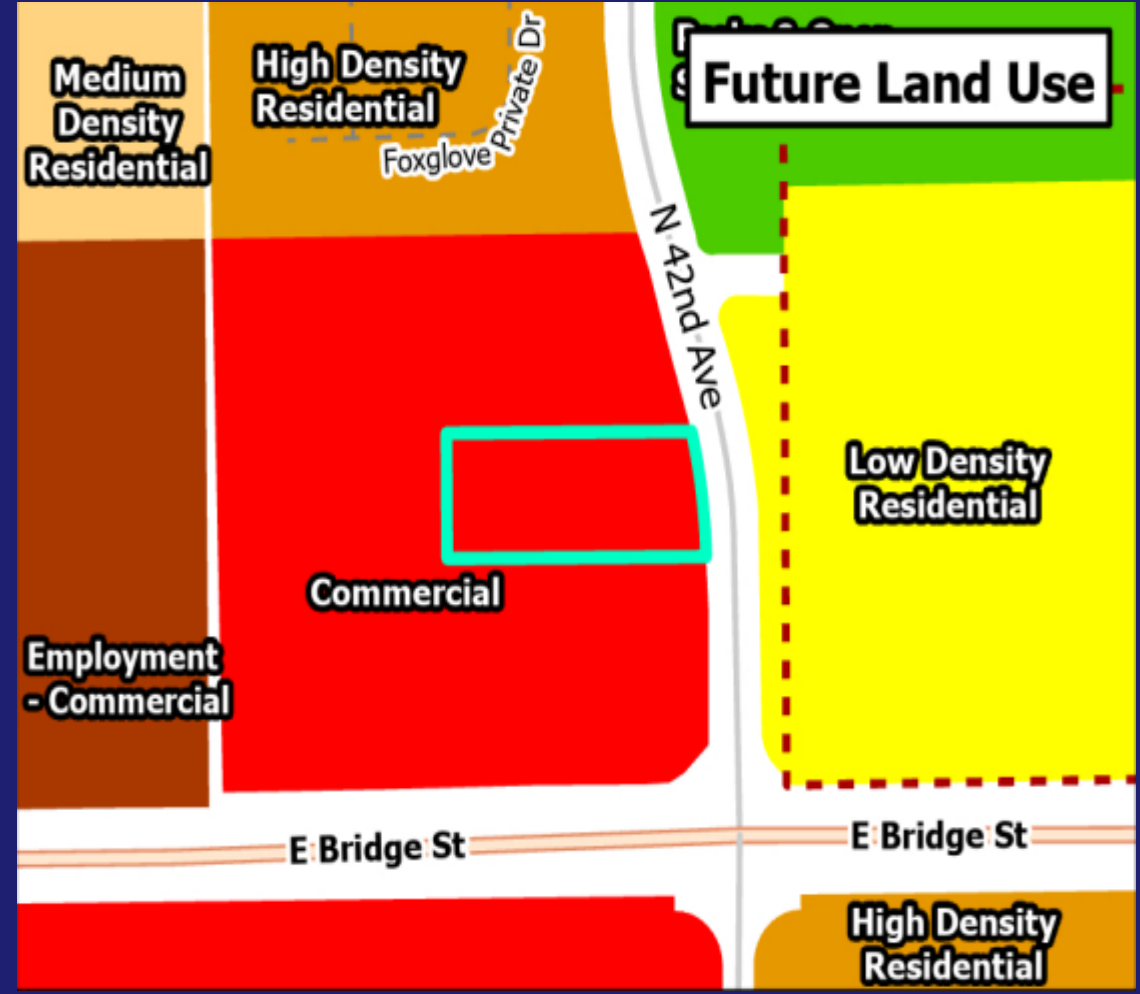 Future Land Use
Medium
Density
Residential
High Density
Residential
Foxglove Private Dr
N 42nd Ave
Low Density
Residential
Commercial
Employment
- Commercial
E Bridge St
E Bridge St
High Density
Residential